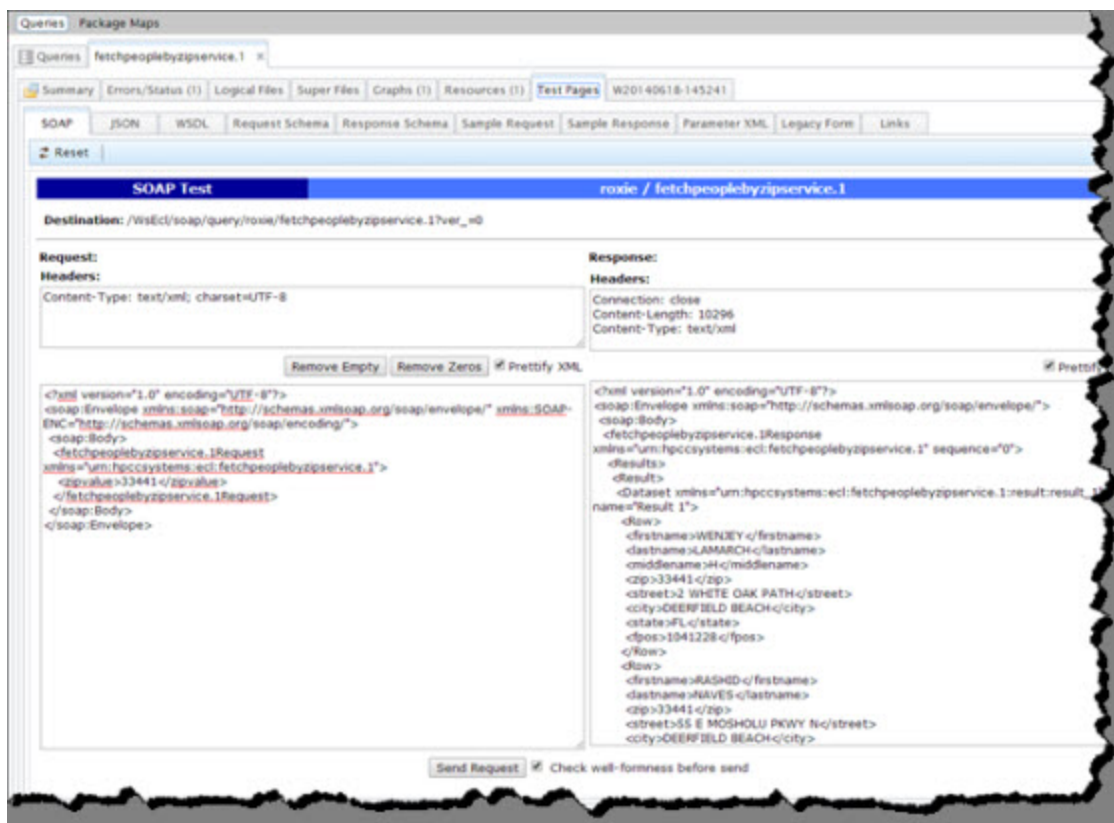 Queries Package Maps
Queries fetchpeoplebyzipservice.1 ×
Summary Errors/Status (1) Logical Files Super Files Graphs (1) Resources (1) Test Pages W20140618-145241
SOAP JSON WSDL Request Schema Response Schema Sample Request Sample Response Parameter XML Legacy Form Links
Reset
SOAP Test roxie / fetchpeoplebyzipservice.1
Destination: /WsEcl/soap/query/roxie/fetchpeoplebyzipservice.1?ver_=0
Request:
Headers:
Content-Type: text/xml; charset=UTF-8
Response:
Headers:
Connection: close
Content-Length: 10296
Content-Type: text/xml
Remove Empty Remove Zeros Prettify XML
Prettify
<?xml version="1.0" encoding="UTF-8"?>
<soap:Envelope xmlns:soap="http://schemas.xmlsoap.org/soap/envelope/" xmlns:SOAP-
ENC="http://schemas.xmlsoap.org/soap/encoding/">
<soap:Body>
<fetchpeoplebyzipservice.1Request
xmlns="urn:hpccsystems:ecl:fetchpeoplebyzipservice.1">
<zipvalue>33441</zipvalue>
</fetchpeoplebyzipservice.1Request>
</soap:Body>
</soap:Envelope>
<?xml version="1.0" encoding="UTF-8"?>
<soap:Envelope xmlns:soap="http://schemas.xmlsoap.org/soap/envelope/">
<soap:Body>
<fetchpeoplebyzipservice.1Response
xmlns="urn:hpccsystems:ecl:fetchpeoplebyzipservice.1" sequence="0">
<Results>
<Result>
<Dataset xmlns="urn:hpccsystems:ecl:fetchpeoplebyzipservice.1:result:result_1"
name="Result 1">
<Row>
<firstname>WENJEY</firstname>
<lastname>LAMARCH</lastname>
<middlename>H</middlename>
<zip>33441</zip>
<street>2 WHITE OAK PATH</street>
<city>DEERFIELD BEACH</city>
<state>FL</state>
<fpos>1041228</fpos>
</Row>
<Row>
<firstname>RASHID</firstname>
<lastname>NAVES</lastname>
<zip>33441</zip>
<street>55 E MOSHOLU PKWY N</street>
<city>DEERFIELD BEACH</city>
Send Request Check well-formness before send